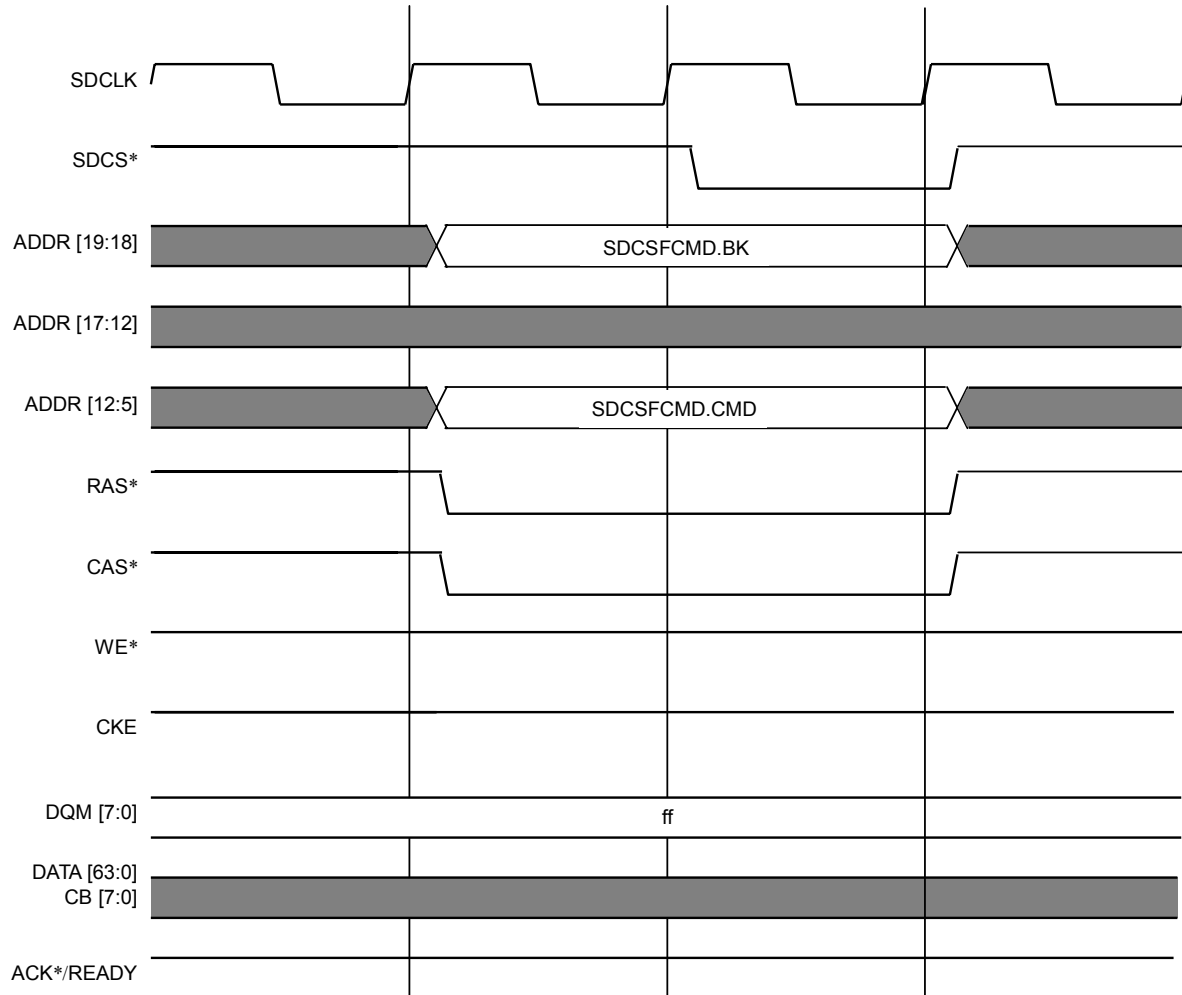 SDCLK
SDCS*
ADDR [19:18]
SDCSFCMD.BK
ADDR [17:12]
ADDR [12:5]
SDCSFCMD.CMD
RAS*
CAS*
WE*
CKE
DQM [7:0]
ff
DATA [63:0]
CB [7:0]
ACK*/READY